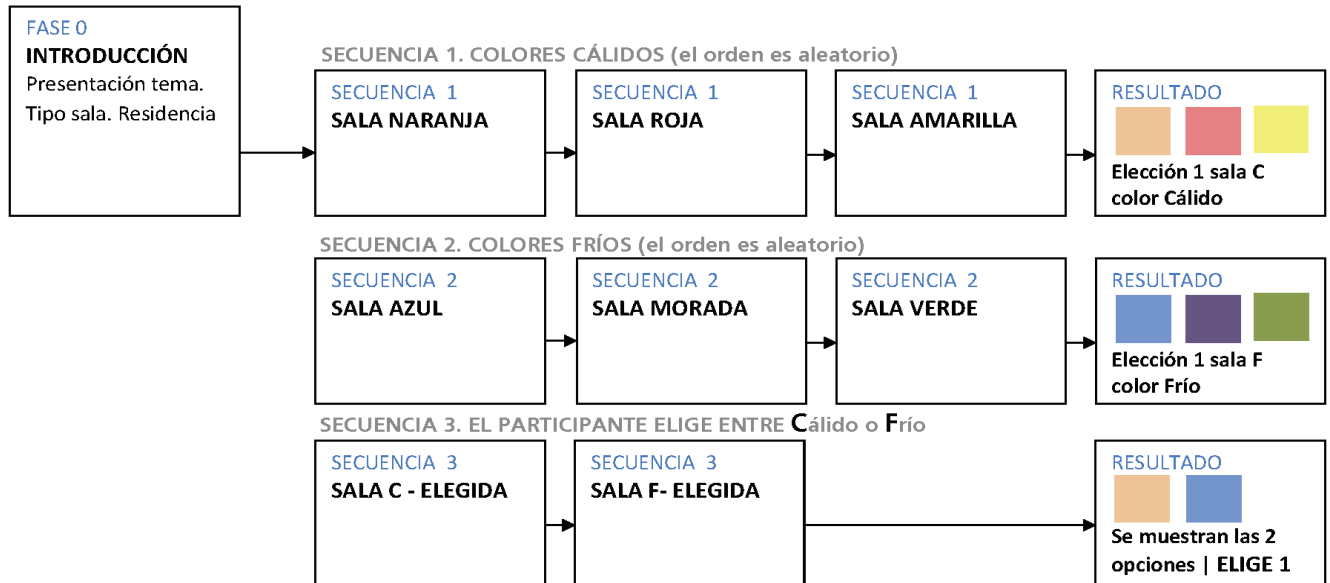 FASE 0
INTRODUCCIÓN
Presentación tema.
Tipo sala. Residencia
SECUENCIA 1. COLORES CÁLIDOS (el orden es aleatorio)
SECUENCIA 1
SALA NARANJA
SECUENCIA 1
SALA ROJA
SECUENCIA 1
SALA AMARILLA
RESULTADO
Elección 1 sala C
color Cálido
SECUENCIA 2. COLORES FRÍOS (el orden es aleatorio)
SECUENCIA 2
SALA AZUL
SECUENCIA 2
SALA MORADA
SECUENCIA 2
SALA VERDE
RESULTADO
Elección 1 sala F
color Frío
SECUENCIA 3. EL PARTICIPANTE ELIGE ENTRE Cálido o Frío
SECUENCIA 3
SALA C - ELEGIDA
SECUENCIA 3
SALA F- ELEGIDA
RESULTADO
Se muestran las 2
opciones | ELIGE 1